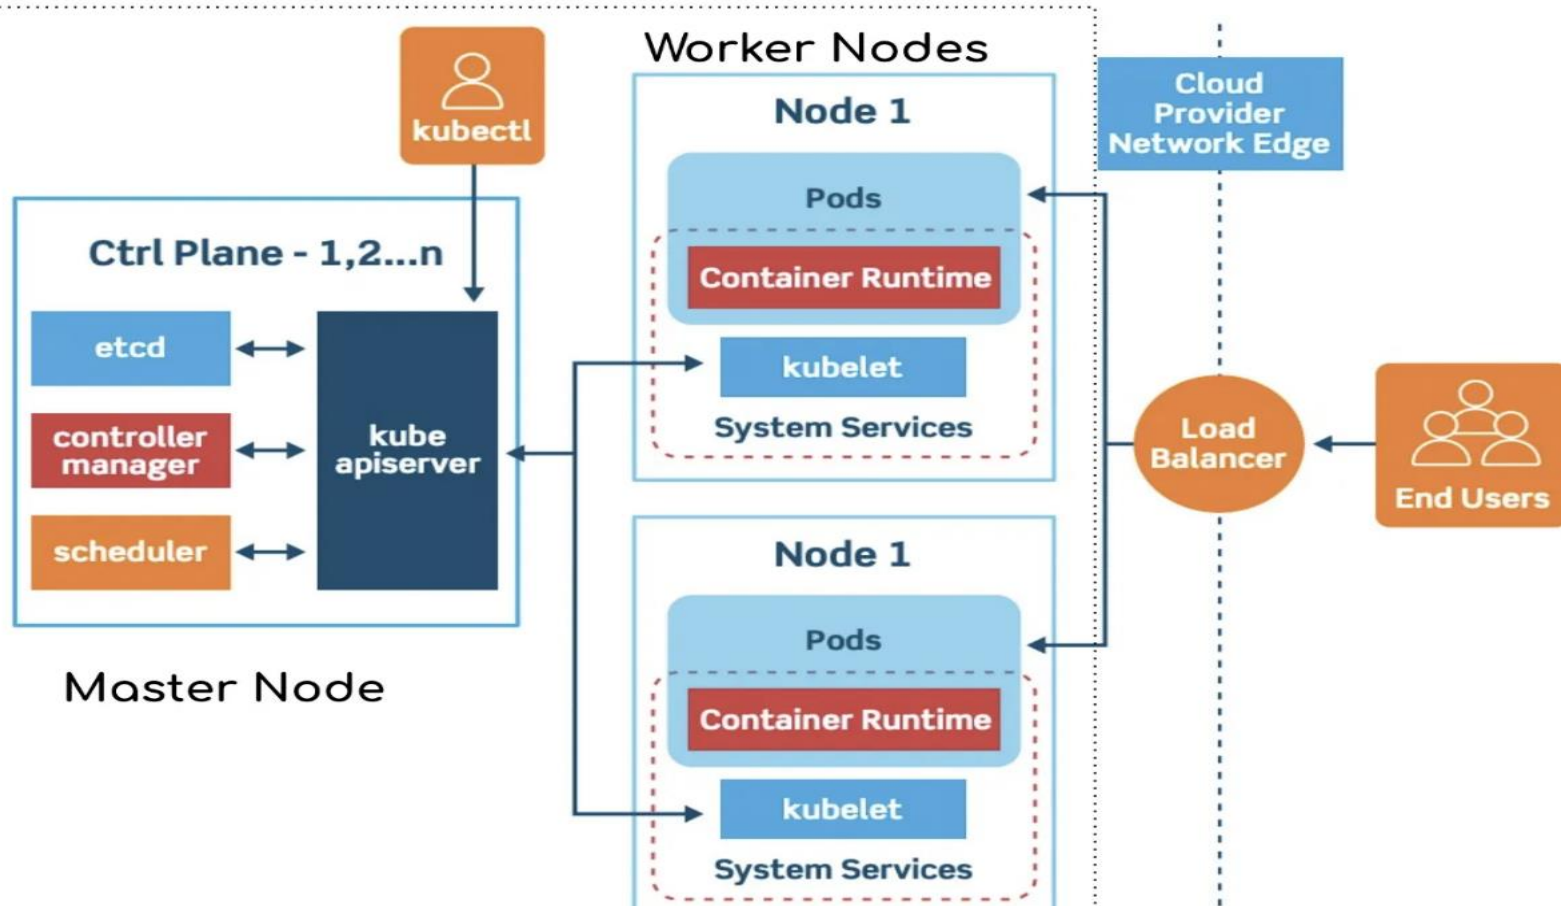 kubectl
Worker Nodes
Cloud
Provider
Network Edge
Ctrl Plane - 1,2...n
etcd
controller
manager
scheduler
kube
apiserver
Master Node
Node 1
Pods
Container Runtime
kubelet
System Services
Node 1
Pods
Container Runtime
kubelet
System Services
Load
Balancer
End Users